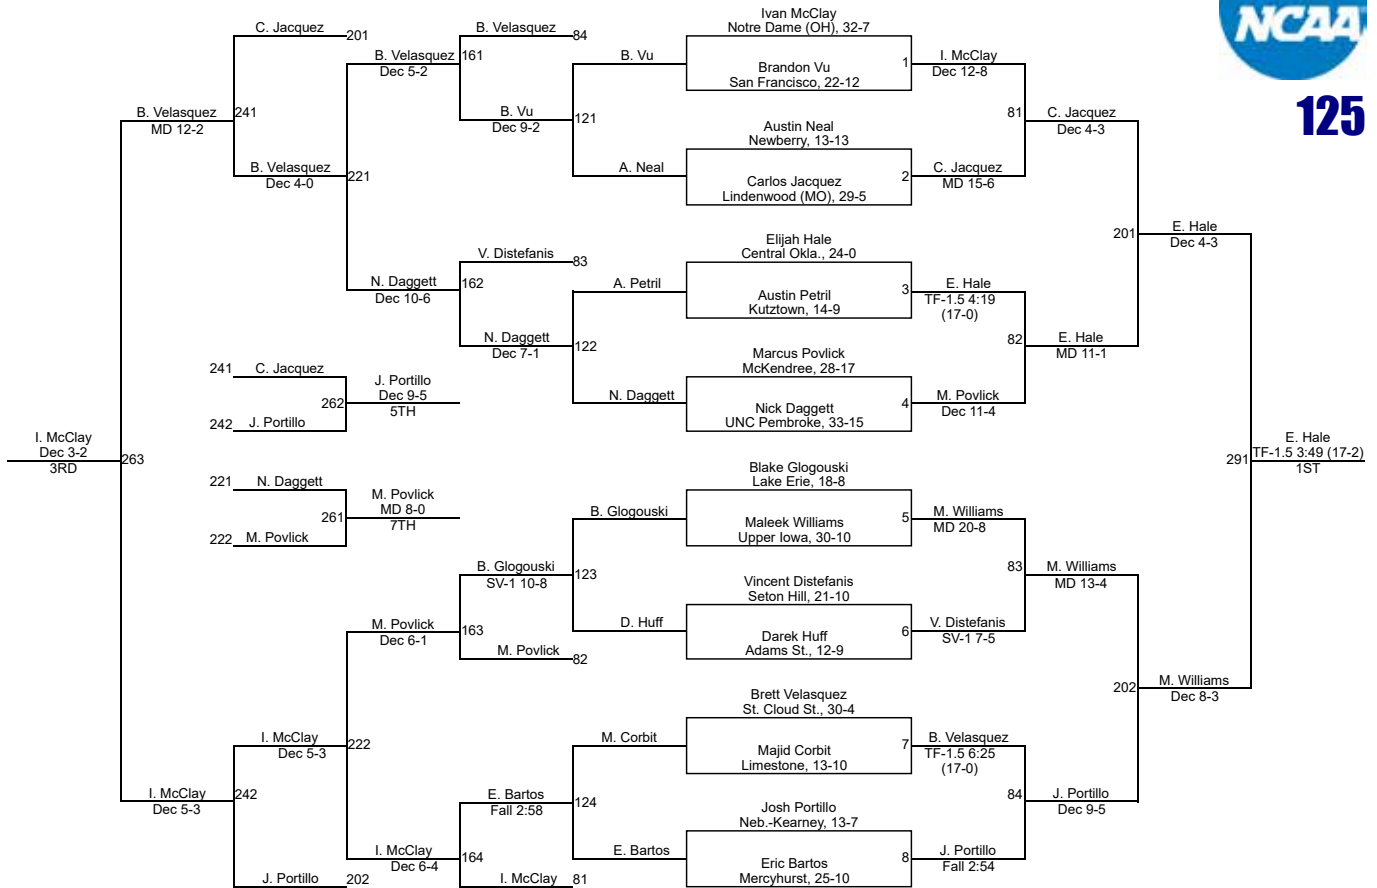 NCAA
125
Ivan McClay
Notre Dame (OH), 32-7
1
Brandon Vu
San Francisco, 22-12
Austin Neal
Newberry, 13-13
2
Carlos Jacquez
Lindenwood (MO), 29-5
Elijah Hale
Central Okla., 24-0
3
Austin Petril
Kutztown, 14-9
Marcus Povlick
McKendree, 28-17
4
Nick Daggett
UNC Pembroke, 33-15
Blake Glogouski
Lake Erie, 18-8
5
Maleek Williams
Upper Iowa, 30-10
Vincent Distefanis
Seton Hill, 21-10
6
Darek Huff
Adams St., 12-9
Brett Velasquez
St. Cloud St., 30-4
7
Majid Corbit
Limestone, 13-10
Josh Portillo
Neb.-Kearney, 13-7
8
Eric Bartos
Mercyhurst, 25-10
I. McClay
Dec 12-8
81
C. Jacquez
MD 15-6
E. Hale
TF-1.5 4:19
(17-0)
82
M. Povlick
Dec 11-4
M. Williams
MD 20-8
83
V. Distefanis
SV-1 7-5
B. Velasquez
TF-1.5 6:25
(17-0)
84
J. Portillo
Fall 2:54
C. Jacquez
Dec 4-3
201
E. Hale
MD 11-1
M. Williams
MD 13-4
202
J. Portillo
Dec 9-5
E. Hale
Dec 4-3
291
M. Williams
Dec 8-3
E. Hale
TF-1.5 3:49 (17-2)
1ST
B. Vu
121
A. Neal
A. Petril
122
N. Daggett
B. Glogouski
123
D. Huff
M. Corbit
124
E. Bartos
B. Velasquez 84
161
B. Vu
Dec 9-2
V. Distefanis 83
162
N. Daggett
Dec 7-1
B. Glogouski
SV-1 10-8
163
M. Povlick 82
E. Bartos
Fall 2:58
164
I. McClay 81
B. Velasquez
Dec 5-2
221
N. Daggett
Dec 10-6
M. Povlick
Dec 6-1
222
I. McClay
Dec 6-4
C. Jacquez 201
241
B. Velasquez
Dec 4-0
I. McClay
Dec 5-3
242
J. Portillo 202
B. Velasquez
MD 12-2
263
I. McClay
Dec 5-3
I. McClay
Dec 3-2
3RD
241 C. Jacquez
262
242 J. Portillo
J. Portillo
Dec 9-5
5TH
221 N. Daggett
261
222 M. Povlick
M. Povlick
MD 8-0
7TH